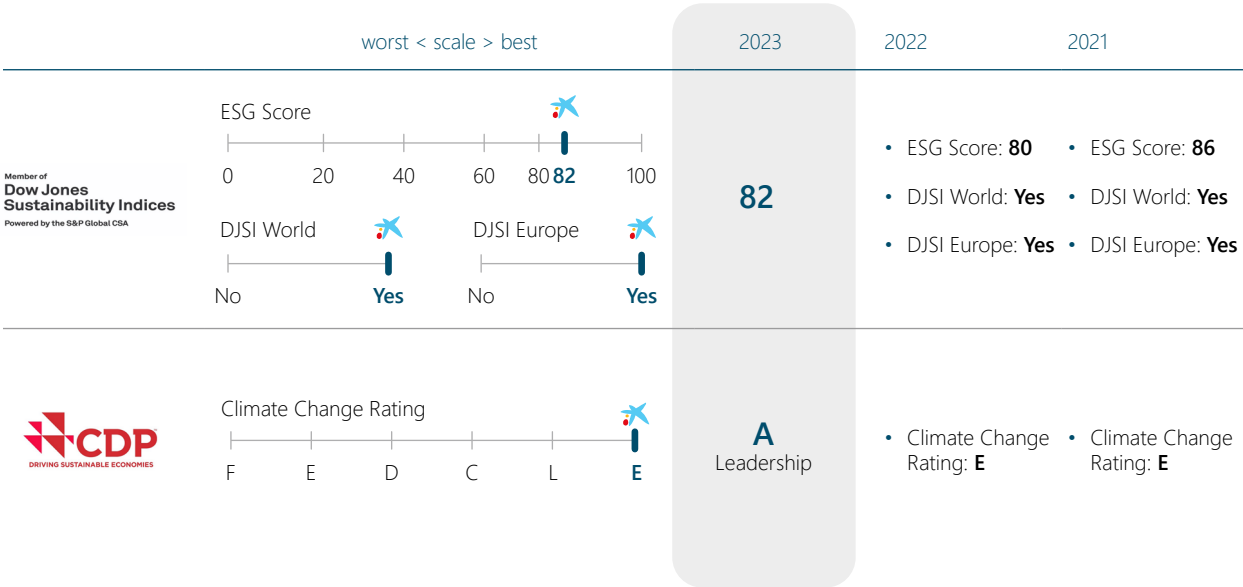 worst < scale > best 2023 2022 2021
Member of
Dow Jones
Sustainability Indices
Powered by the S&P Global CSA
ESG Score
0 20 40 60 80 82 100
DJSI World DJSI Europe
No Yes No Yes
82
• ESG Score: 80
• DJSI World: Yes
• DJSI Europe: Yes
• ESG Score: 86
• DJSI World: Yes
• DJSI Europe: Yes
CDP
DRIVING SUSTAINABLE ECONOMIES
Climate Change Rating
F E D C L E
A
Leadership
• Climate Change
Rating: E
• Climate Change
Rating: E